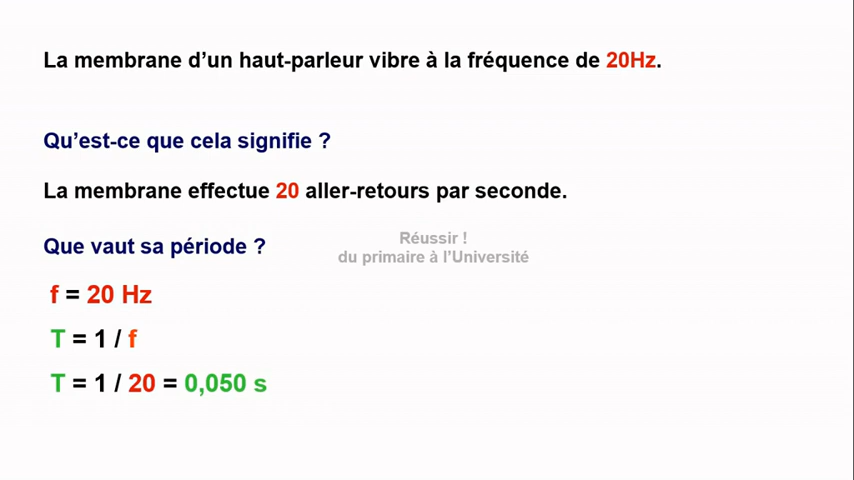 La membrane d’un haut-parleur vibre à la fréquence de 20Hz.
Qu’est-ce que cela signifie ?
La membrane effectue 20 aller-retours par seconde.
Que vaut sa période ?
Réussir !
du primaire à l’Université
f = 20 Hz
T = 1 / f
T = 1 / 20 = 0,050 s